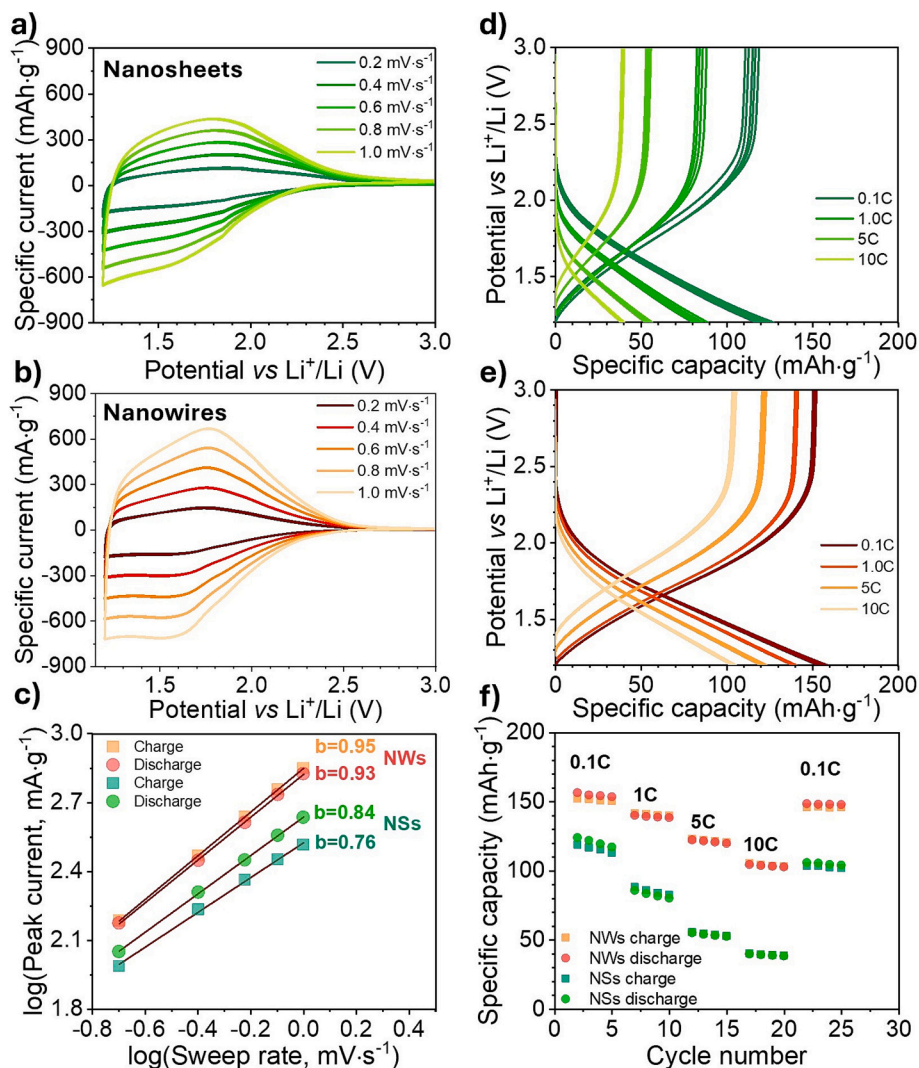 a)
900
600
300
0
-300
-600
-900
Specific current (mAh·g⁻¹)
Nanosheets
0.2 mV·s⁻¹
0.4 mV·s⁻¹
0.6 mV·s⁻¹
0.8 mV·s⁻¹
1.0 mV·s⁻¹
1.5 2.0 2.5 3.0
Potential vs Li⁺/Li (V)
d)
3.0
2.5
2.0
1.5
Potential vs Li⁺/Li (V)
0.1C
1.0C
5C
10C
0 50 100 150 200
Specific capacity (mAh·g⁻¹)
b)
900
600
300
0
-300
-600
-900
Specific current (mA·g⁻¹)
Nanowires
0.2 mV·s⁻¹
0.4 mV·s⁻¹
0.6 mV·s⁻¹
0.8 mV·s⁻¹
1.0 mV·s⁻¹
1.5 2.0 2.5 3.0
Potential vs Li⁺/Li (V)
e)
3.0
2.5
2.0
1.5
Potential vs Li⁺/Li (V)
0.1C
1.0C
5C
10C
0 50 100 150 200
Specific capacity (mAh·g⁻¹)
c)
3.0
2.7
2.4
2.1
1.8
log(Peak current, mA·g⁻¹)
Charge
Discharge
Charge
Discharge
b=0.95
NWs
b=0.93
b=0.84
NSs
b=0.76
-0.8 -0.6 -0.4 -0.2 0.0 0.2 0.4
log(Sweep rate, mV·s⁻¹)
f)
200
150
100
50
0
Specific capacity (mAh·g⁻¹)
0.1C
1C
5C
10C
0.1C
NWs charge
NWs discharge
NSs charge
NSs discharge
0 5 10 15 20 25 30
Cycle number